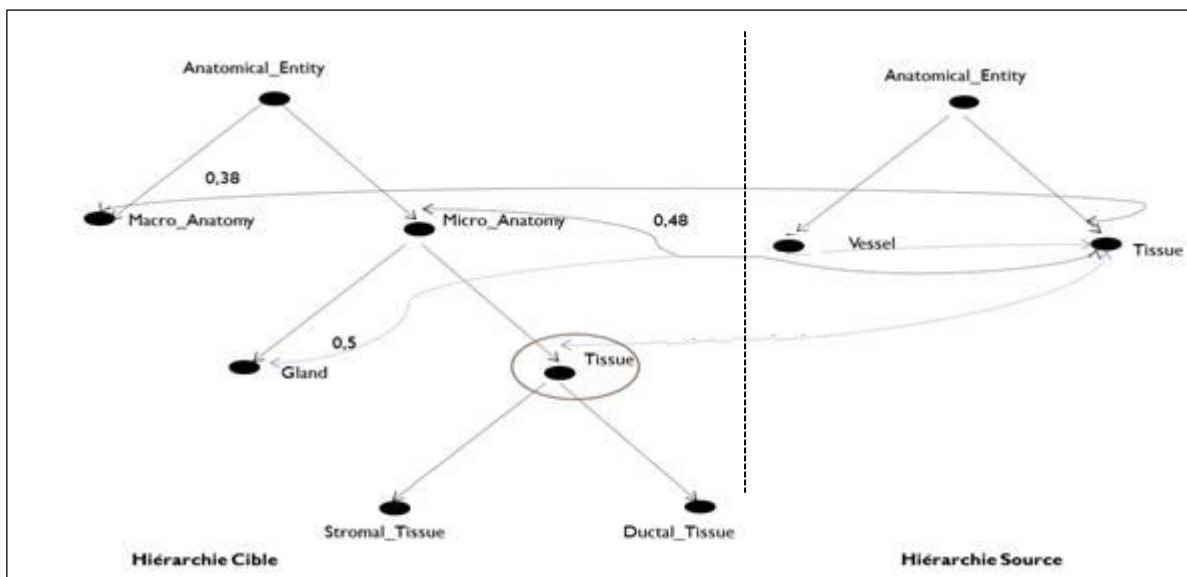 Anatomical_Entity
Anatomical_Entity
0,38
Macro_Anatomy
Micro_Anatomy
0,48
Vessel
Tissue
0,5
Gland
Tissue
Stromal_Tissue
Ductal_Tissue
Hiérarchie Cible
Hiérarchie Source